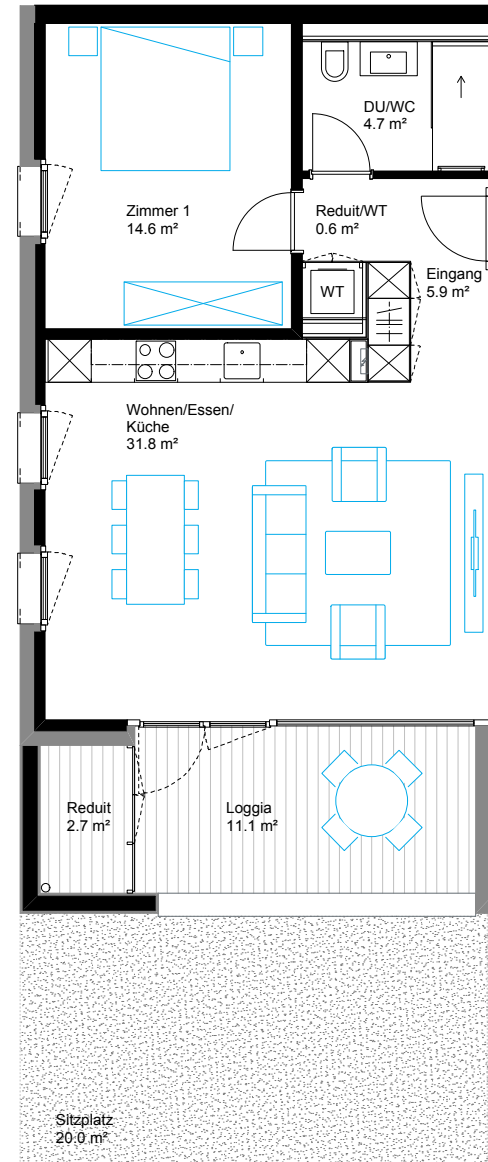 DU/WC
4.7 m²
Zimmer 1
14.6 m²
Reduit/WT
0.6 m²
WT
Eingang
5.9 m²
Wohnen/Essen/
Küche
31.8 m²
Reduit
2.7 m²
Loggia
11.1 m²
Sitzplatz
20.0 m²